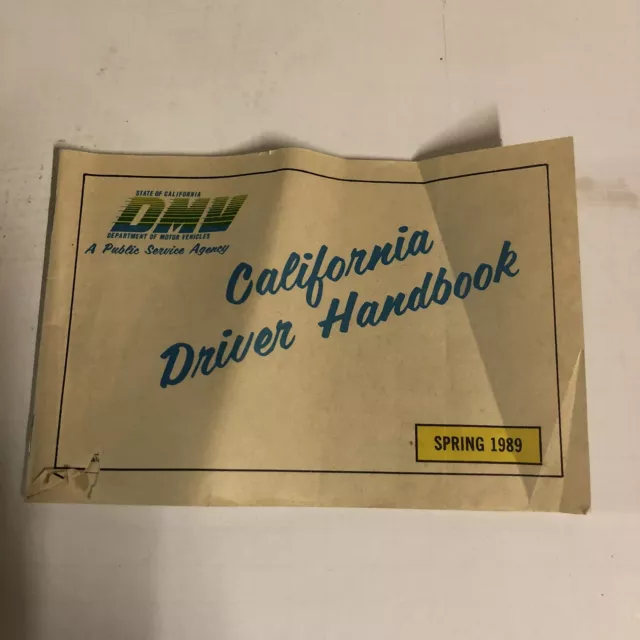 STATE OF CALIFORNIA
DMV
DEPARTMENT OF MOTOR VEHICLES
A Public Service Agency
California
Driver Handbook
SPRING 1989